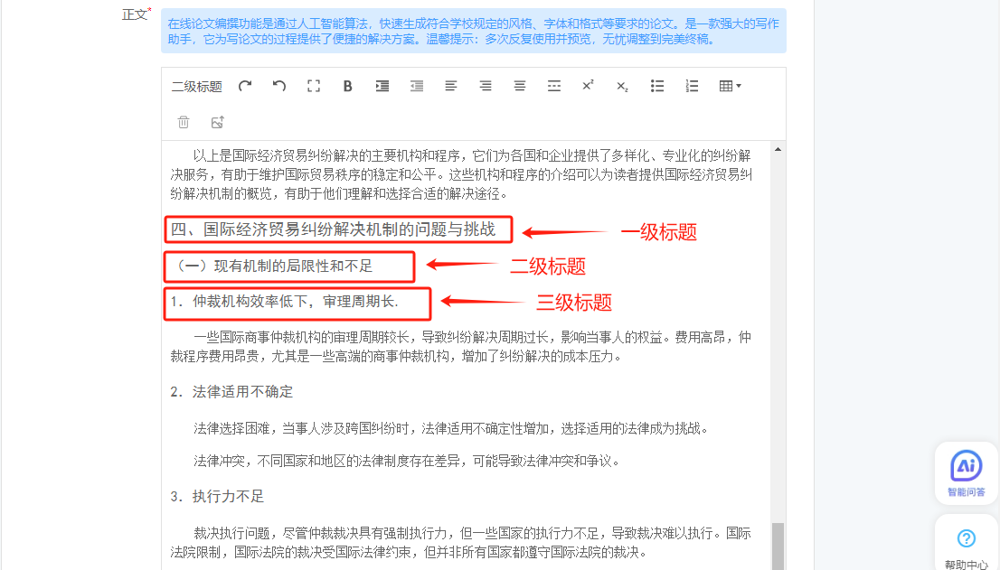 正文*
在线论文编撰功能是通过人工智能算法，快速生成符合学校规定的风格、字体和格式等要求的论文。是一款强大的写作
助手，它为写论文的过程提供了便捷的解决方案。温馨提示：多次反复使用并预览，无忧调整到完美终稿。
二级标题 B x² x₂
以上是国际经济贸易纠纷解决的主要机构和程序，它们为各国和企业提供了多样化、专业化的纠纷解
决服务，有助于维护国际贸易秩序的稳定和公平。这些机构和程序的介绍可以为读者提供国际经济贸易纠
纷解决机制的概览，有助于他们理解和选择合适的解决途径。
四、国际经济贸易纠纷解决机制的问题与挑战 一级标题
（一）现有机制的局限性和不足 二级标题
1. 仲裁机构效率低下，审理周期长. 三级标题
一些国际商事仲裁机构的审理周期较长，导致纠纷解决周期过长，影响当事人的权益。费用高昂，仲
裁程序费用昂贵，尤其是一些高端的商事仲裁机构，增加了纠纷解决的成本压力。
2. 法律适用不确定
法律选择困难，当事人涉及跨国纠纷时，法律适用不确定性增加，选择适用的法律成为挑战。
法律冲突，不同国家和地区的法律制度存在差异，可能导致法律冲突和争议。
3. 执行力不足
裁决执行问题，尽管仲裁裁决具有强制执行力，但一些国家的执行力不足，导致裁决难以执行。国际
法院限制，国际法院的裁决受国际法律约束，但并非所有国家都遵守国际法院的裁决。
Ai
智能问答
帮助中心